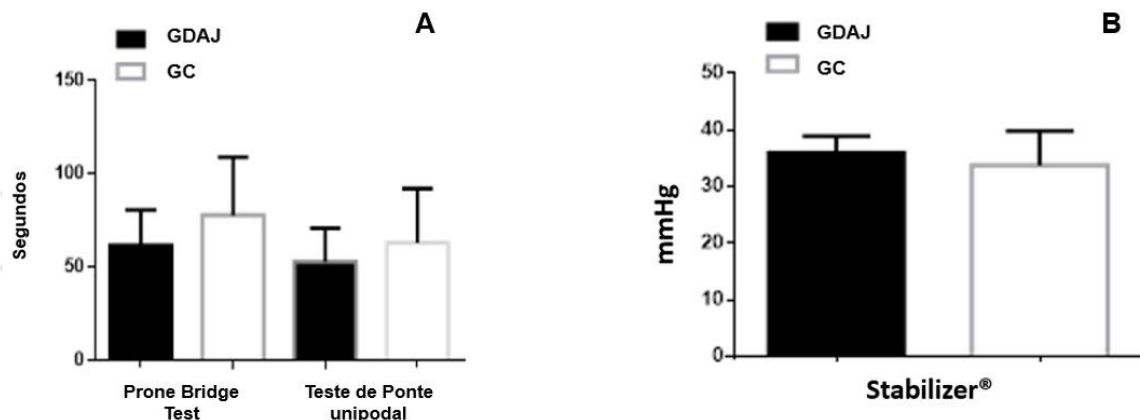 A
GDAJ
GC
150
100
50
0
Segundos
Prone Bridge
Test
Teste de Ponte
unipodal
B
GDAJ
GC
50
40
30
20
10
0
mmHg
Stabilizer®